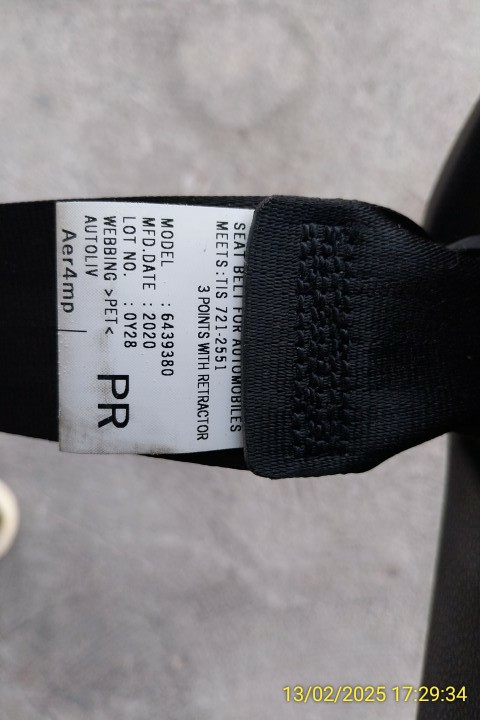 SEAT BELT FOR AUTOMOBILES
MEETS:TIS 721-2551
3 POINTS WITH RETRACTOR
MODEL : 6439380
MFD.DATE : 2020
LOT NO. : 0Y28
WEBBING >PET<
AUTOLIV
PR
Aer4mp
13/02/2025 17:29:34